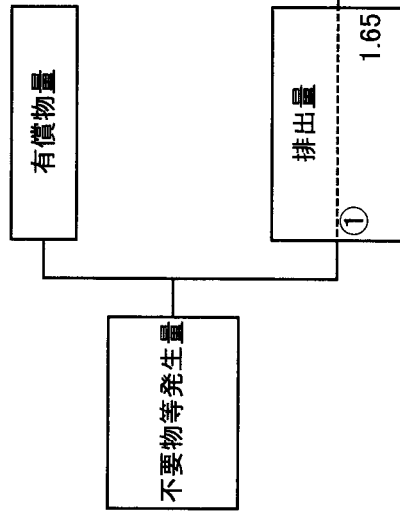 有償物量
不要物等発生量
排出量
①
1.65